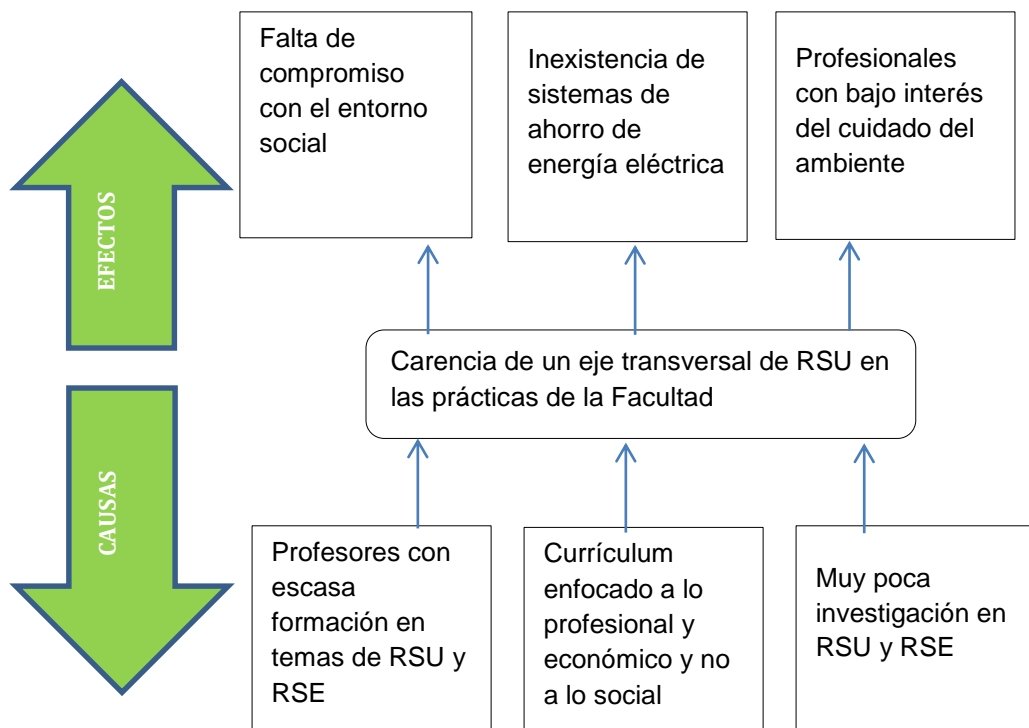 Falta de
compromiso
con el entorno
social
Inexistencia de
sistemas de
ahorro de
energía eléctrica
Profesionales
con bajo interés
del cuidado del
ambiente
EFECTOS
Carencia de un eje transversal de RSU en
las prácticas de la Facultad
CAUSAS
Profesores con
escasa
formación en
temas de RSU y
RSE
Currículum
enfocado a lo
profesional y
económico y no
a lo social
Muy poca
investigación en
RSU y RSE